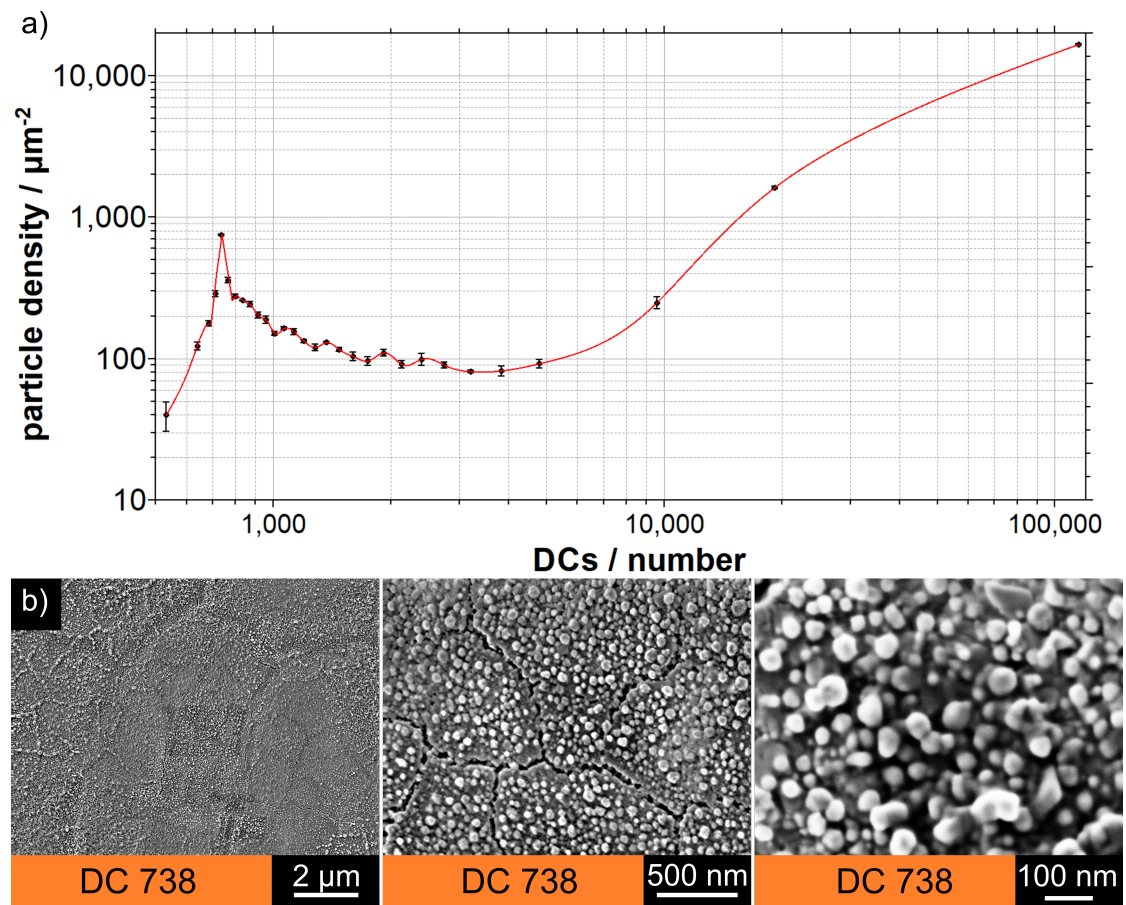 a)
particle density / µm⁻²
10,000
1,000
100
10
1,000
10,000
100,000
DCs / number
b)
DC 738
2 µm
DC 738
500 nm
DC 738
100 nm